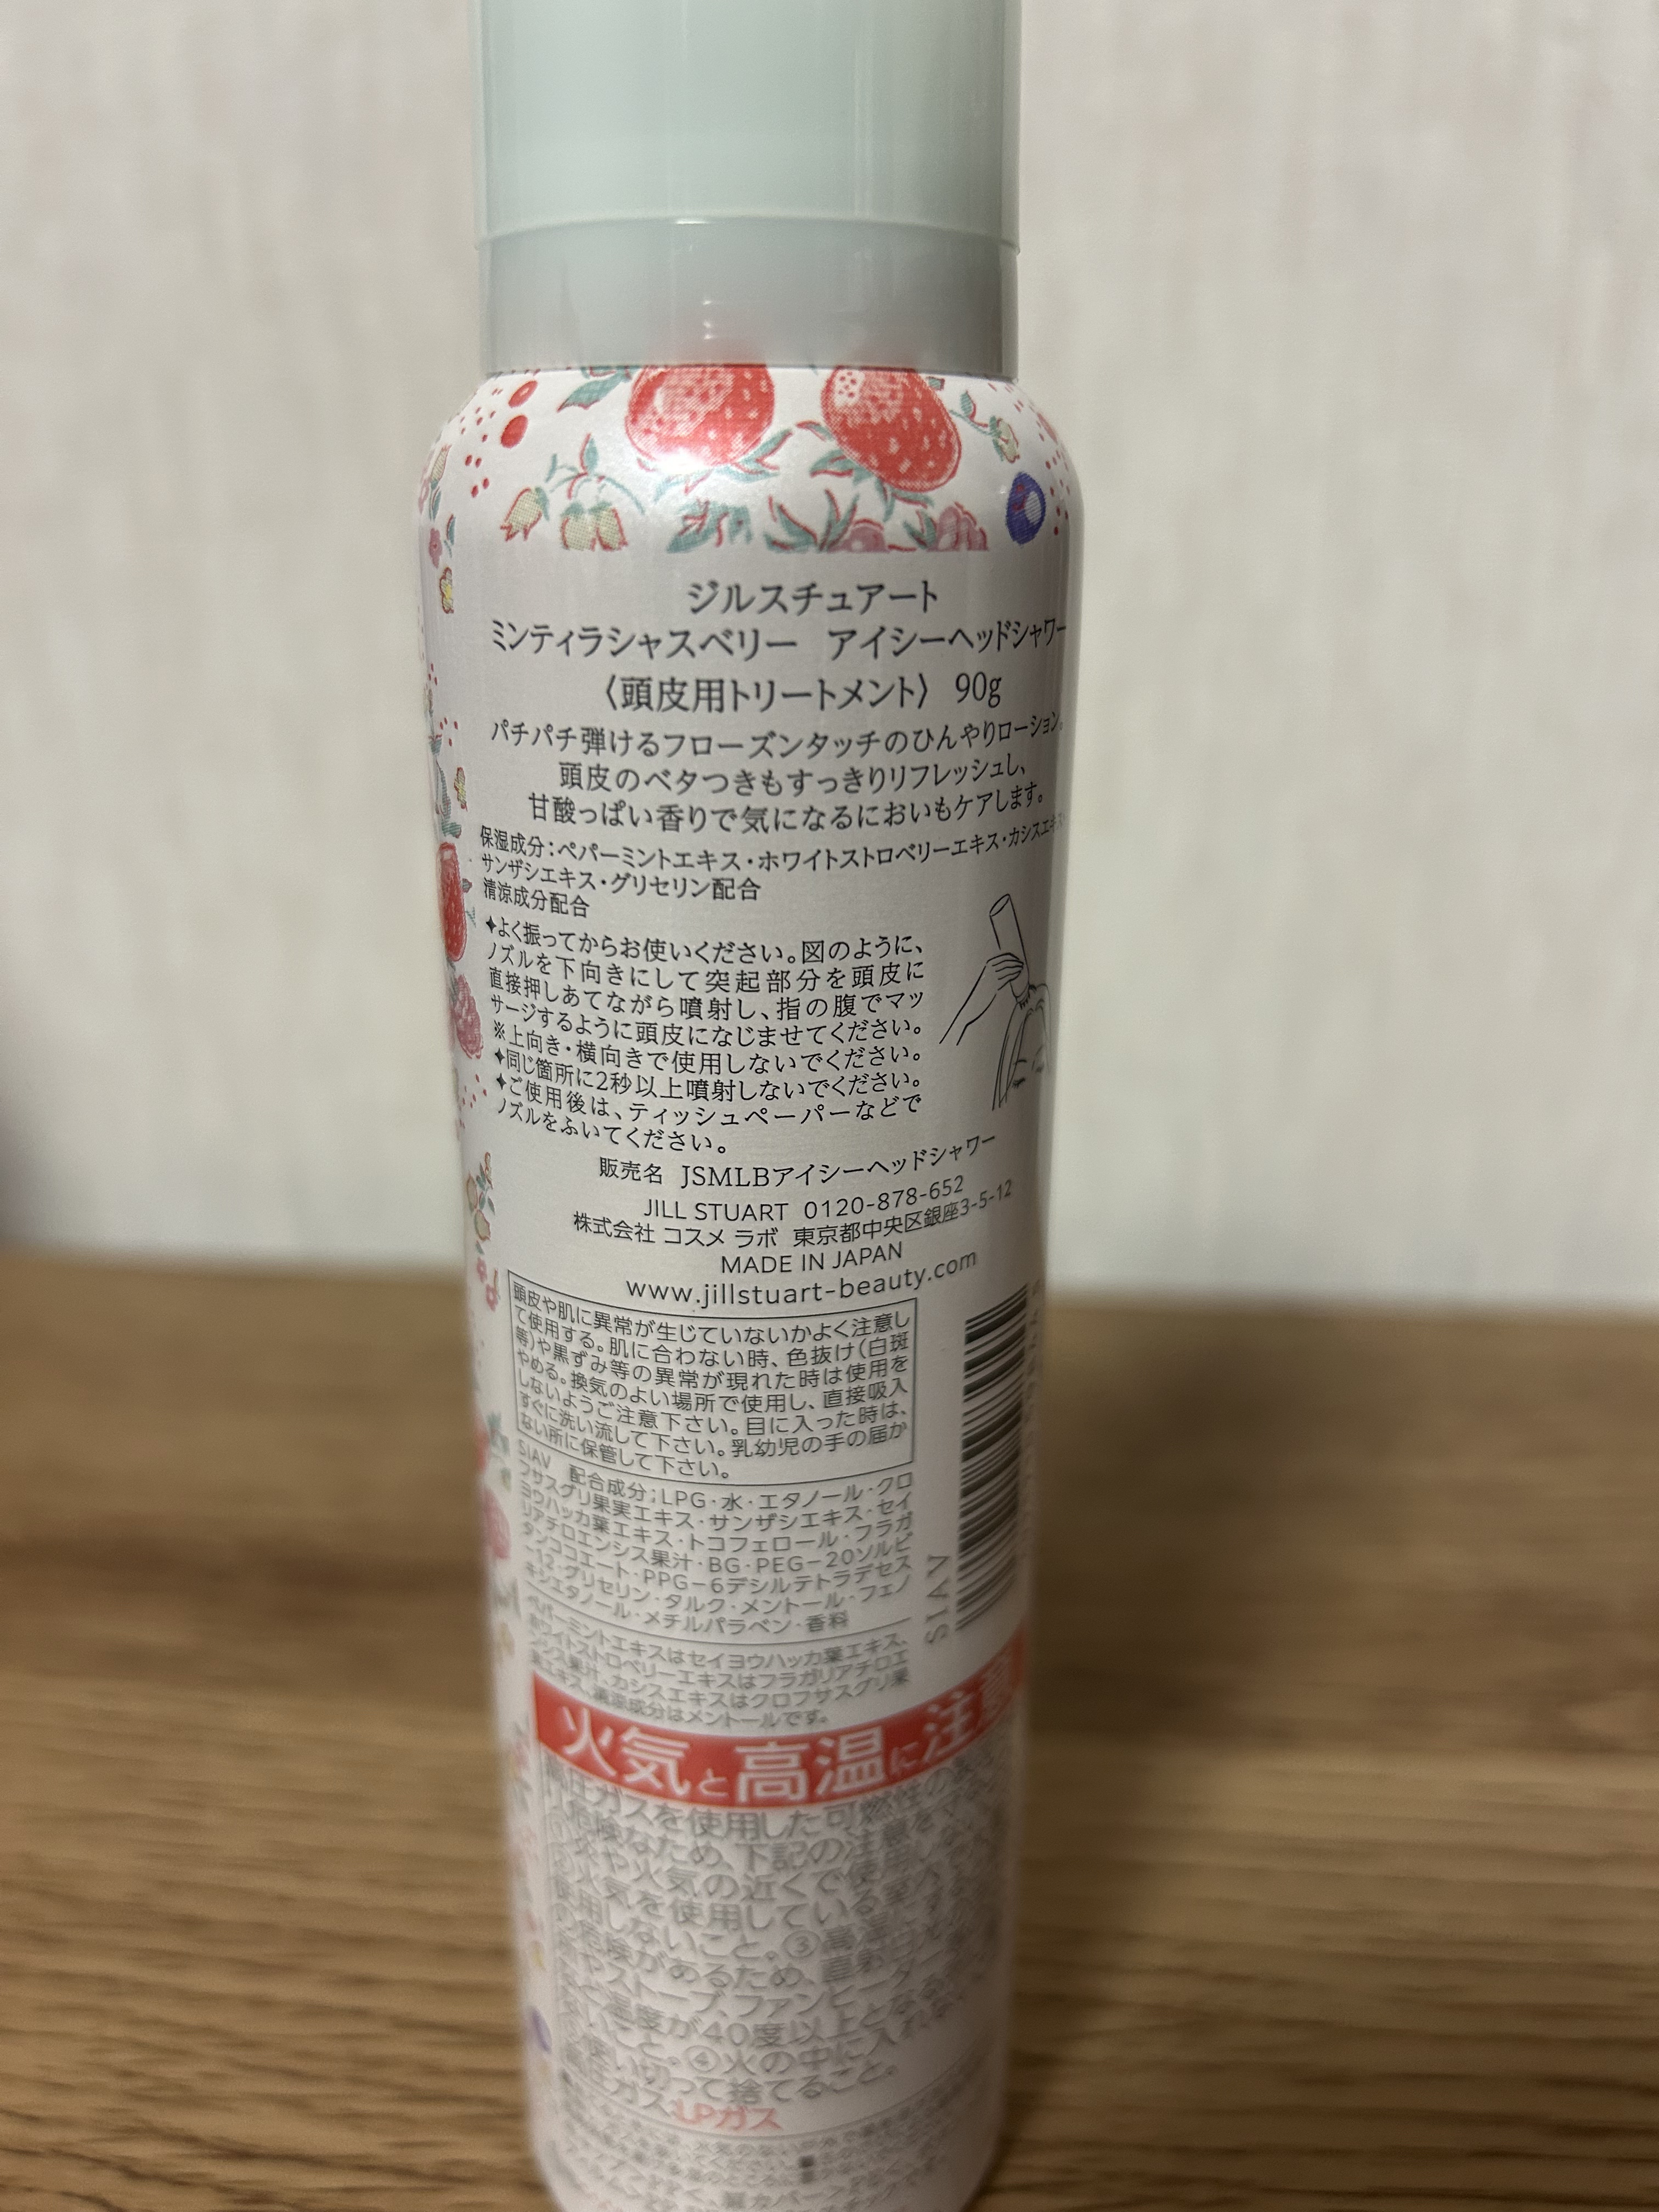 ジルスチュアート
ミンティラシャスベリー アイシーヘッドシャワー
〈頭皮用トリートメント〉 90g
パチパチ弾けるフローズンタッチのひんやりローション。
頭皮のベタつきもすっきりリフレッシュし、
甘酸っぱい香りで気になるにおいもケアします。
保湿成分：ペパーミントエキス・ホワイトストロベリーエキス・カシスエキス・
サンザシエキス・グリセリン配合
清涼成分配合
✦よく振ってからお使いください。図のように、
ノズルを下向きにして突起部分を頭皮に
直接押しあてながら噴射し、指の腹でマッ
サージするように頭皮になじませてください。
※上向き・横向きで使用しないでください。
✦同じ箇所に2秒以上噴射しないでください。
✦ご使用後は、ティッシュペーパーなどで
ノズルをふいてください。
販売名 JSMLBアイシーヘッドシャワー
JILL STUART 0120-878-652
株式会社 コスメ ラボ 東京都中央区銀座3-5-12
MADE IN JAPAN
www.jillstuart-beauty.com
頭皮や肌に異常が生じていないかよく注意し
て使用する。肌に合わない時、色抜け(白斑
等)や黒ずみ等の異常が現れた時は使用を
やめる。換気のよい場所で使用し、直接吸入
しないようご注意下さい。目に入った時は、
すぐに洗い流して下さい。乳幼児の手の届か
ない所に保管して下さい。
S1AV 配合成分；LPG・水・エタノール・クロ
フサスグリ果実エキス・サンザシエキス・セイ
ヨウハッカ葉エキス・トコフェロール・フラガ
リアチロエンシス果汁・BG・PEG−20ソルビ
タンココエート・PPG−6デシルテトラデセス
−12・グリセリン・タルク・メントール・フェノ
キシエタノール・メチルパラベン・香料
ペパーミントエキスはセイヨウハッカ葉エキス、
ホワイトストロベリーエキスはフラガリアチロエ
ンシス果汁、カシスエキスはクロフサスグリ果
実エキス、清涼成分はメントールです。
S1AV
火気と高温に注意
高圧ガスを使用した可燃性の
危険なため、下記の注意を
①炎や火気の近くで使用しない
②火気を使用している室内
使用しないこと。③高温
の危険があるため、直射日光
所やストーブ、ファンヒーター
など温度が40度以上となる
ないこと。④火の中に入れない
⑤使い切って捨てること。
高圧ガス:LPガス